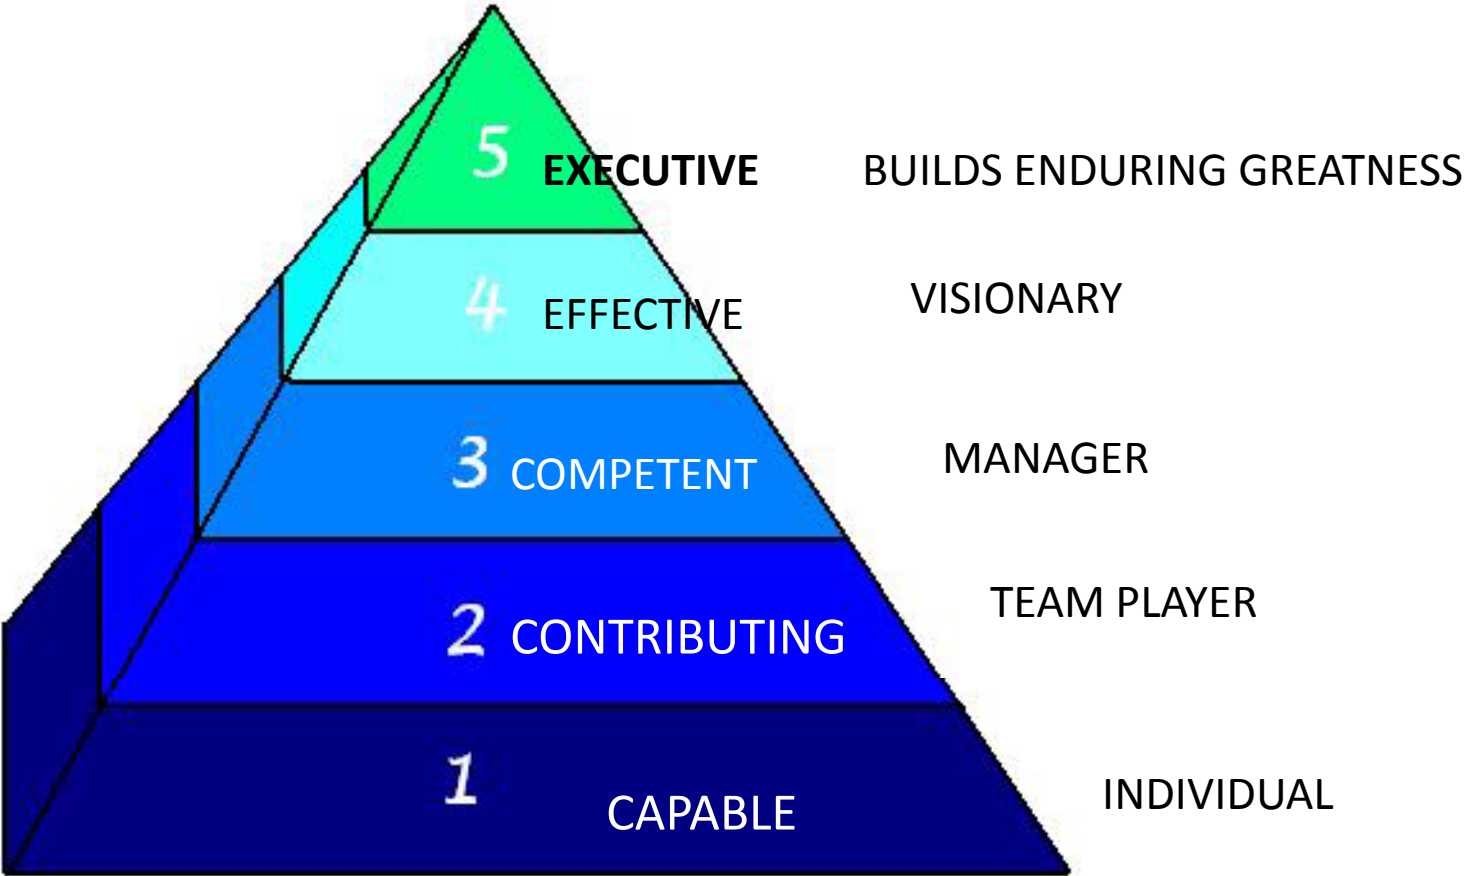 5 EXECUTIVE BUILDS ENDURING GREATNESS
4 EFFECTIVE VISIONARY
3 COMPETENT MANAGER
2 CONTRIBUTING TEAM PLAYER
1 CAPABLE INDIVIDUAL